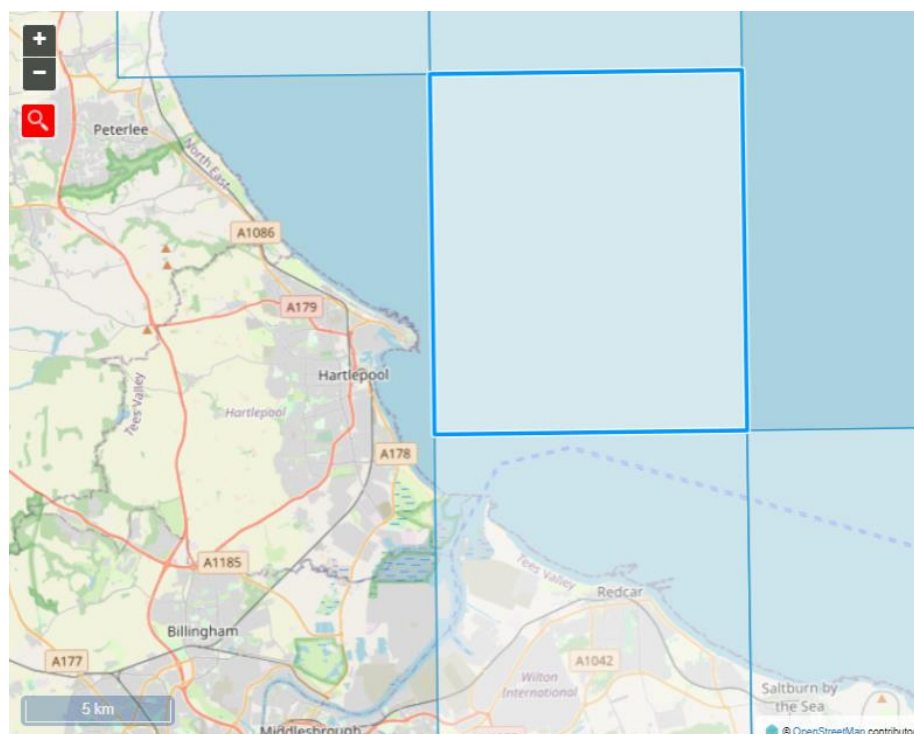 +
−
Peterlee
North East
A1086
A179
Hartlepool
Tees Valley
Hartlepool
A178
A1185
Tees Valley
Redcar
Billingham
A177
A1042
Wilton
International
Saltburn by
the Sea
5 km
Middlesbrough
© OpenStreetMap contributor